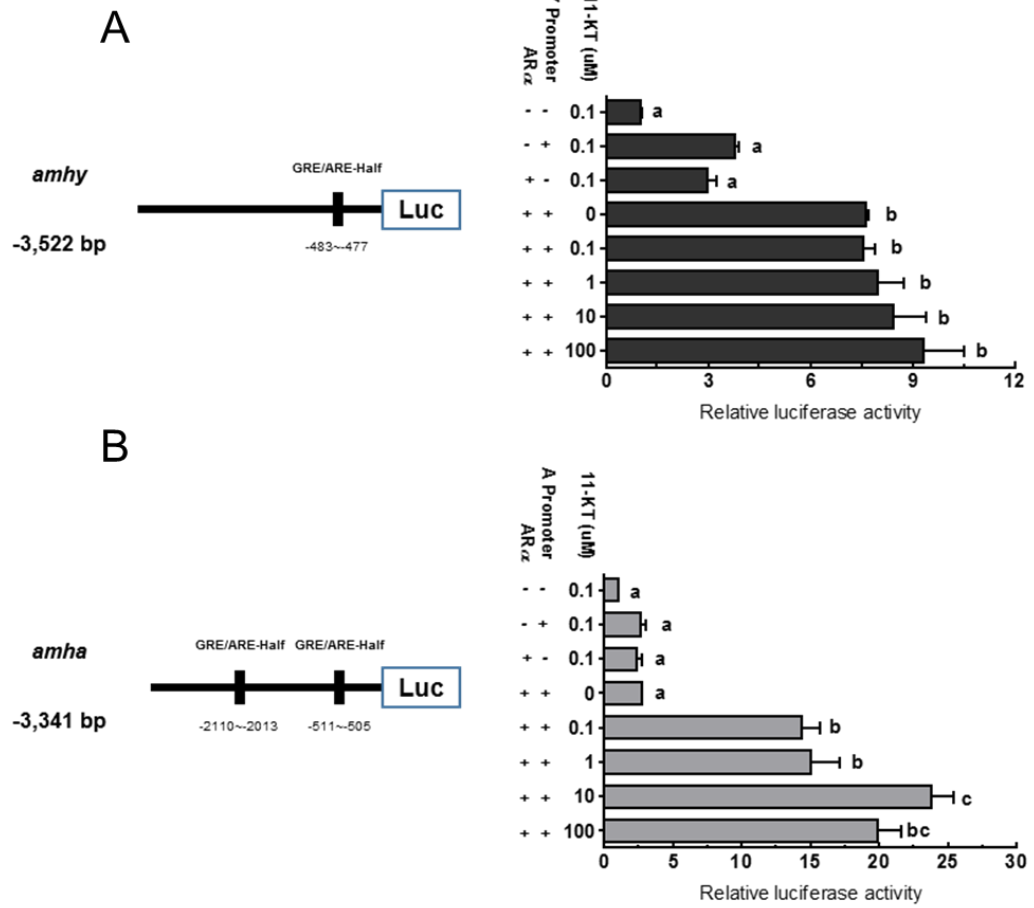 A
11-KT (uM)
Promoter
ARα
amhy
-3,522 bp
GRE/ARE-Half
-483~-477
Luc
- - 0.1 a
- + 0.1 a
+ - 0.1 a
+ + 0 b
+ + 0.1 b
+ + 1 b
+ + 10 b
+ + 100 b
0 3 6 9 12
Relative luciferase activity
B
11-KT (uM)
A Promoter
ARα
amha
-3,341 bp
GRE/ARE-Half GRE/ARE-Half
-2110~-2013 -511~-505
Luc
- - 0.1 a
- + 0.1 a
+ - 0.1 a
+ + 0 a
+ + 0.1 b
+ + 1 b
+ + 10 c
+ + 100 bc
0 5 10 15 20 25 30
Relative luciferase activity